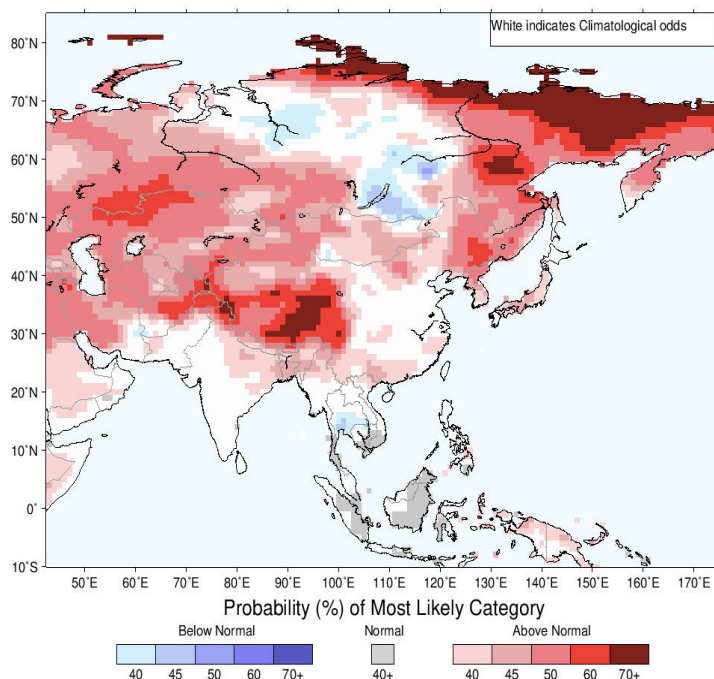 White indicates Climatological odds
80°N
70°N
60°N
50°N
40°N
30°N
20°N
10°N
0°
10°S
50°E 60°E 70°E 80°E 90°E 100°E 110°E 120°E 130°E 140°E 150°E 160°E 170°E
Probability (%) of Most Likely Category
Below Normal Normal Above Normal
40 45 50 60 70+ 40+ 40 45 50 60 70+